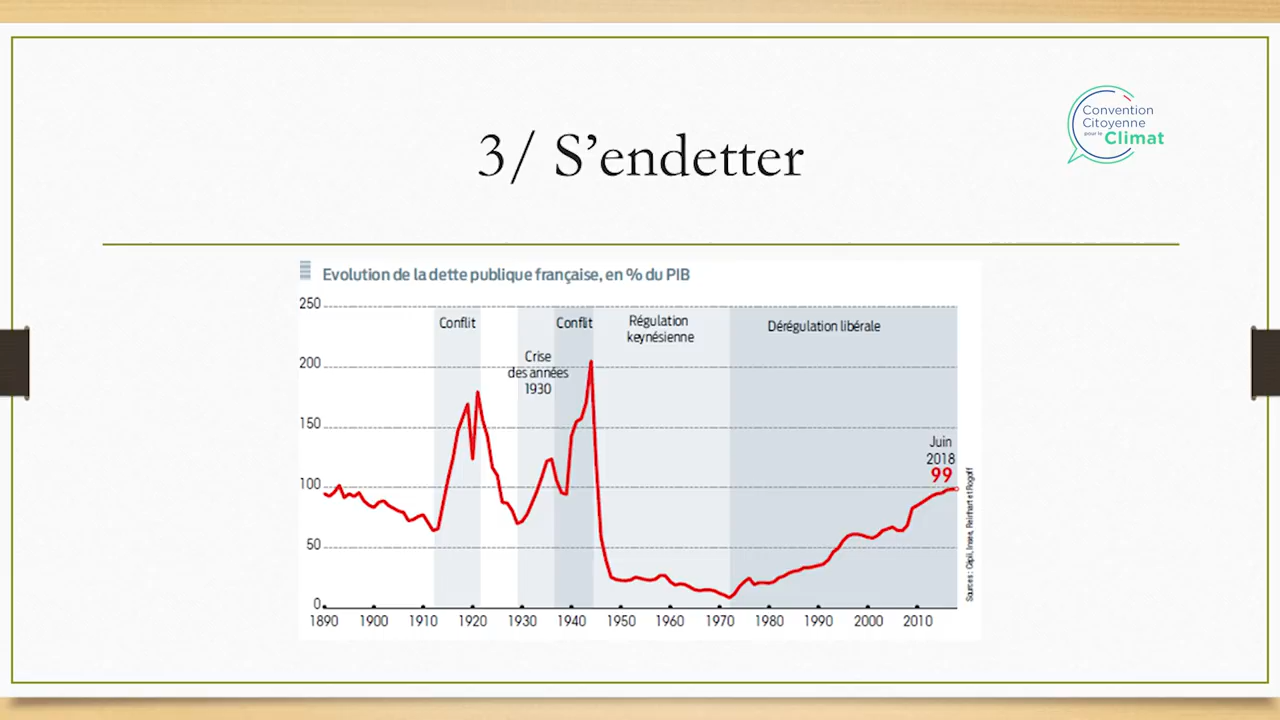 3/ S’endetter
Convention
Citoyenne
pour le
Climat
Evolution de la dette publique française, en % du PIB
250
200
150
100
50
0
Conflit
Crise
des années
1930
Conflit
Régulation
keynésienne
Dérégulation libérale
Juin
2018
99
1890 1900 1910 1920 1930 1940 1950 1960 1970 1980 1990 2000 2010
Sources : Cépii, Insee, Reinhart et Rogoff